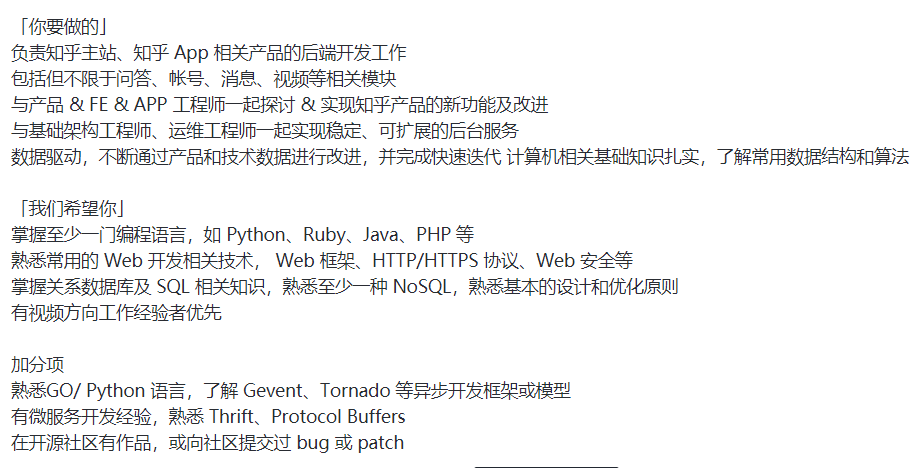 「你要做的」
负责知乎主站、知乎 App 相关产品的后端开发工作
包括但不限于问答、帐号、消息、视频等相关模块
与产品 & FE & APP 工程师一起探讨 & 实现知乎产品的新功能及改进
与基础架构工程师、运维工程师一起实现稳定、可扩展的后台服务
数据驱动，不断通过产品和技术数据进行改进，并完成快速迭代 计算机相关基础知识扎实，了解常用数据结构和算法
「我们希望你」
掌握至少一门编程语言，如 Python、Ruby、Java、PHP 等
熟悉常用的 Web 开发相关技术， Web 框架、HTTP/HTTPS 协议、Web 安全等
掌握关系数据库及 SQL 相关知识，熟悉至少一种 NoSQL，熟悉基本的设计和优化原则
有视频方向工作经验者优先
加分项
熟悉GO/ Python 语言，了解 Gevent、Tornado 等异步开发框架或模型
有微服务开发经验，熟悉 Thrift、Protocol Buffers
在开源社区有作品，或向社区提交过 bug 或 patch